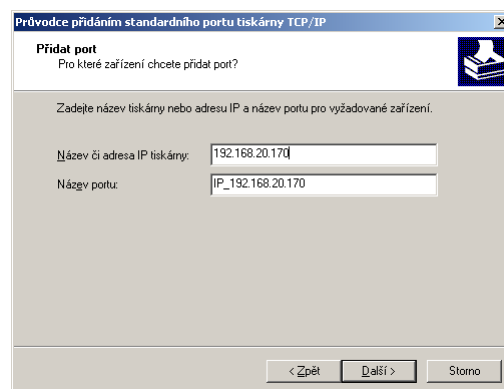 Průvodce přidáním standardního portu tiskárny TCP/IP
Přidat port
Pro které zařízení chcete přidat port?
Zadejte název tiskárny nebo adresu IP a název portu pro vyžadované zařízení.
Název či adresa IP tiskárny: 192.168.20.170
Název portu: IP_192.168.20.170
< Zpět Další > Storno